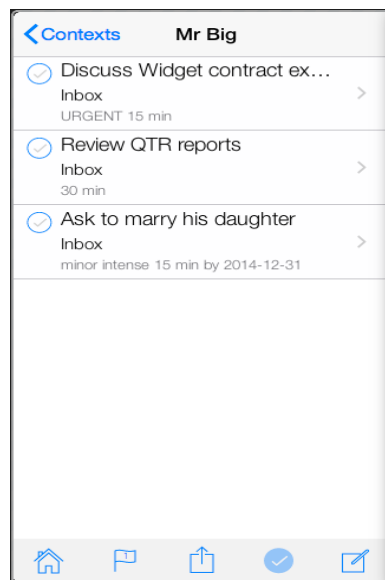 Contexts Mr Big
Discuss Widget contract ex...
Inbox
URGENT 15 min
Review QTR reports
Inbox
30 min
Ask to marry his daughter
Inbox
minor intense 15 min by 2014-12-31
1